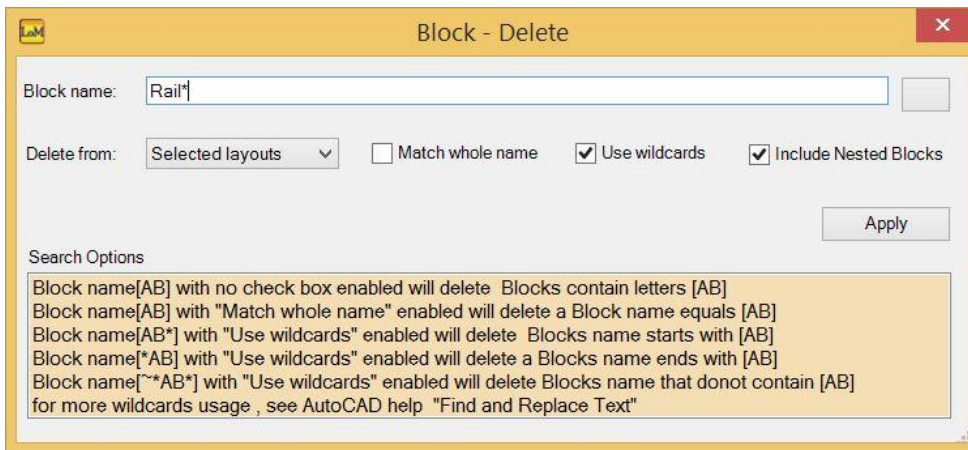 LoM
Block - Delete
Block name: Rail*
Delete from: Selected layouts Match whole name Use wildcards Include Nested Blocks
Apply
Search Options
Block name[AB] with no check box enabled will delete  Blocks contain letters [AB]
Block name[AB] with "Match whole name" enabled will delete a Block name equals [AB]
Block name[AB*] with "Use wildcards" enabled will delete  Blocks name starts with [AB]
Block name[*AB] with "Use wildcards" enabled will delete a Blocks name ends with [AB]
Block name[~*AB*] with "Use wildcards" enabled will delete Blocks name that donot contain [AB]
for more wildcards usage , see AutoCAD help  "Find and Replace Text"